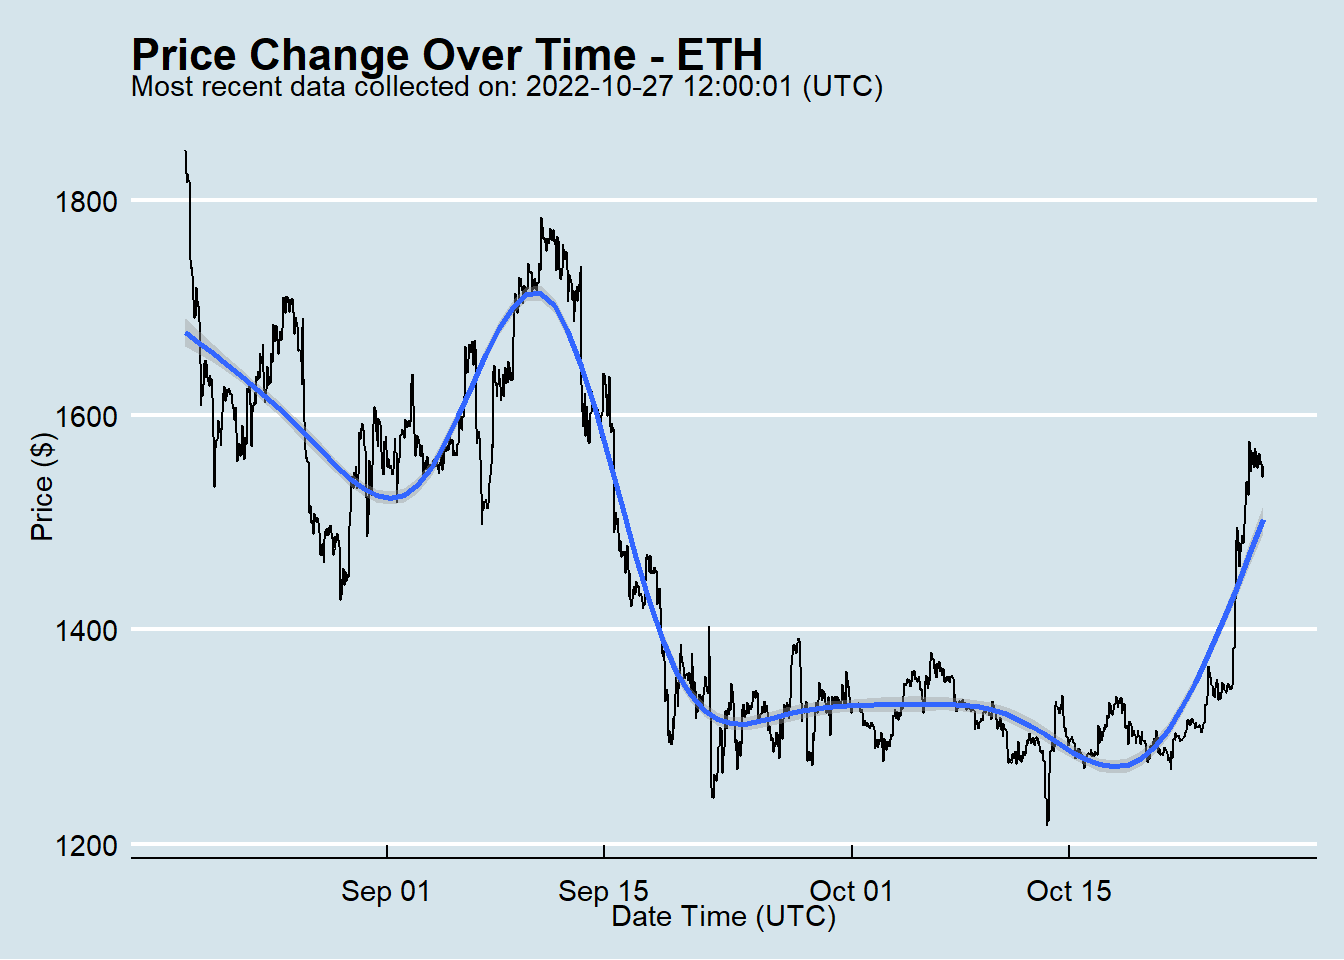 Price Change Over Time - ETH
Most recent data collected on: 2022-10-27 12:00:01 (UTC)
Price ($)
1800
1600
1400
1200
Sep 01
Sep 15
Oct 01
Oct 15
Date Time (UTC)